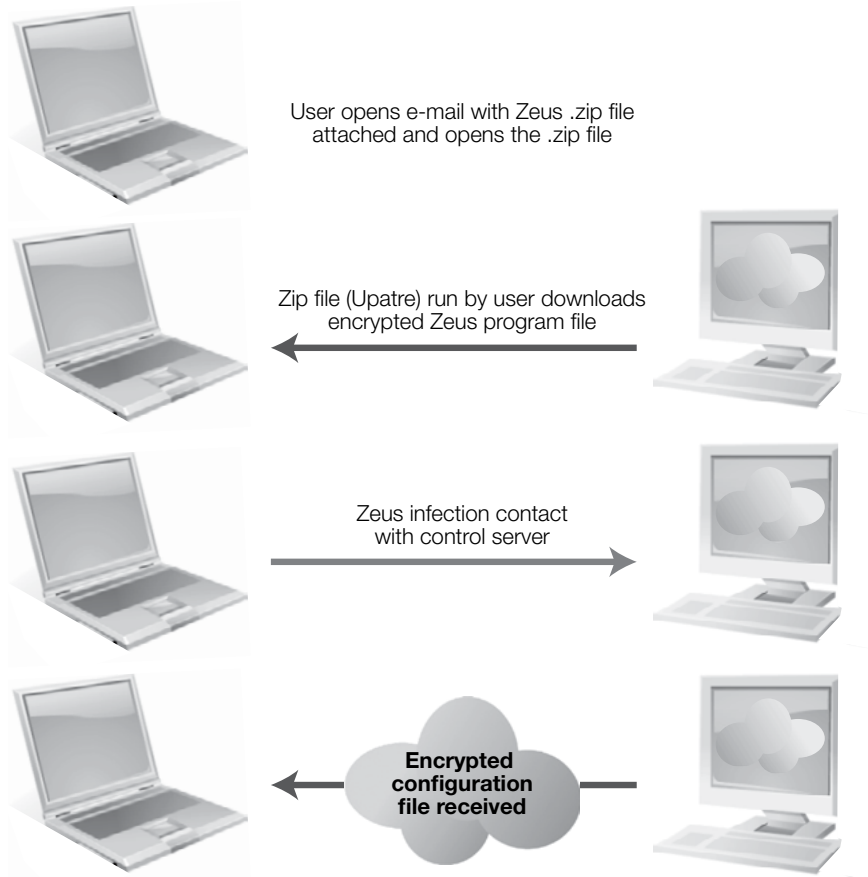 User opens e-mail with Zeus .zip file
attached and opens the .zip file
Zip file (Upatre) run by user downloads
encrypted Zeus program file
Zeus infection contact
with control server
Encrypted
configuration
file received